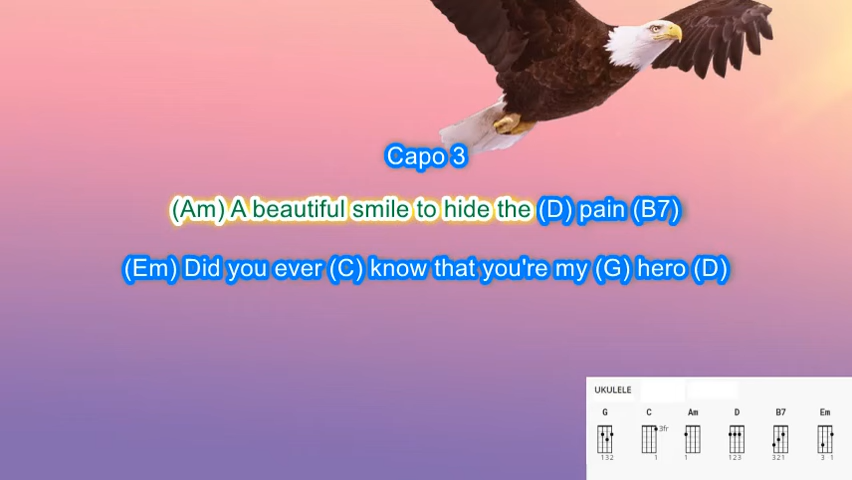 Capo 3
(Am) A beautiful smile to hide the (D) pain (B7)
(Em) Did you ever (C) know that you're my (G) hero (D)
UKULELE
G C Am D B7 Em
3fr
132 1 1 123 321 3 1